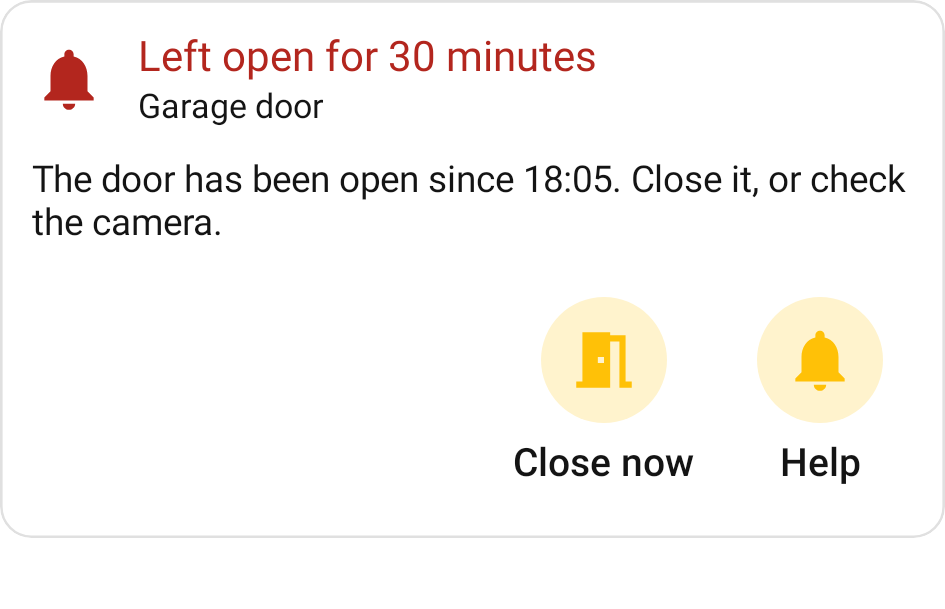 Left open for 30 minutes
Garage door
The door has been open since 18:05. Close it, or check
the camera.
Close now
Help